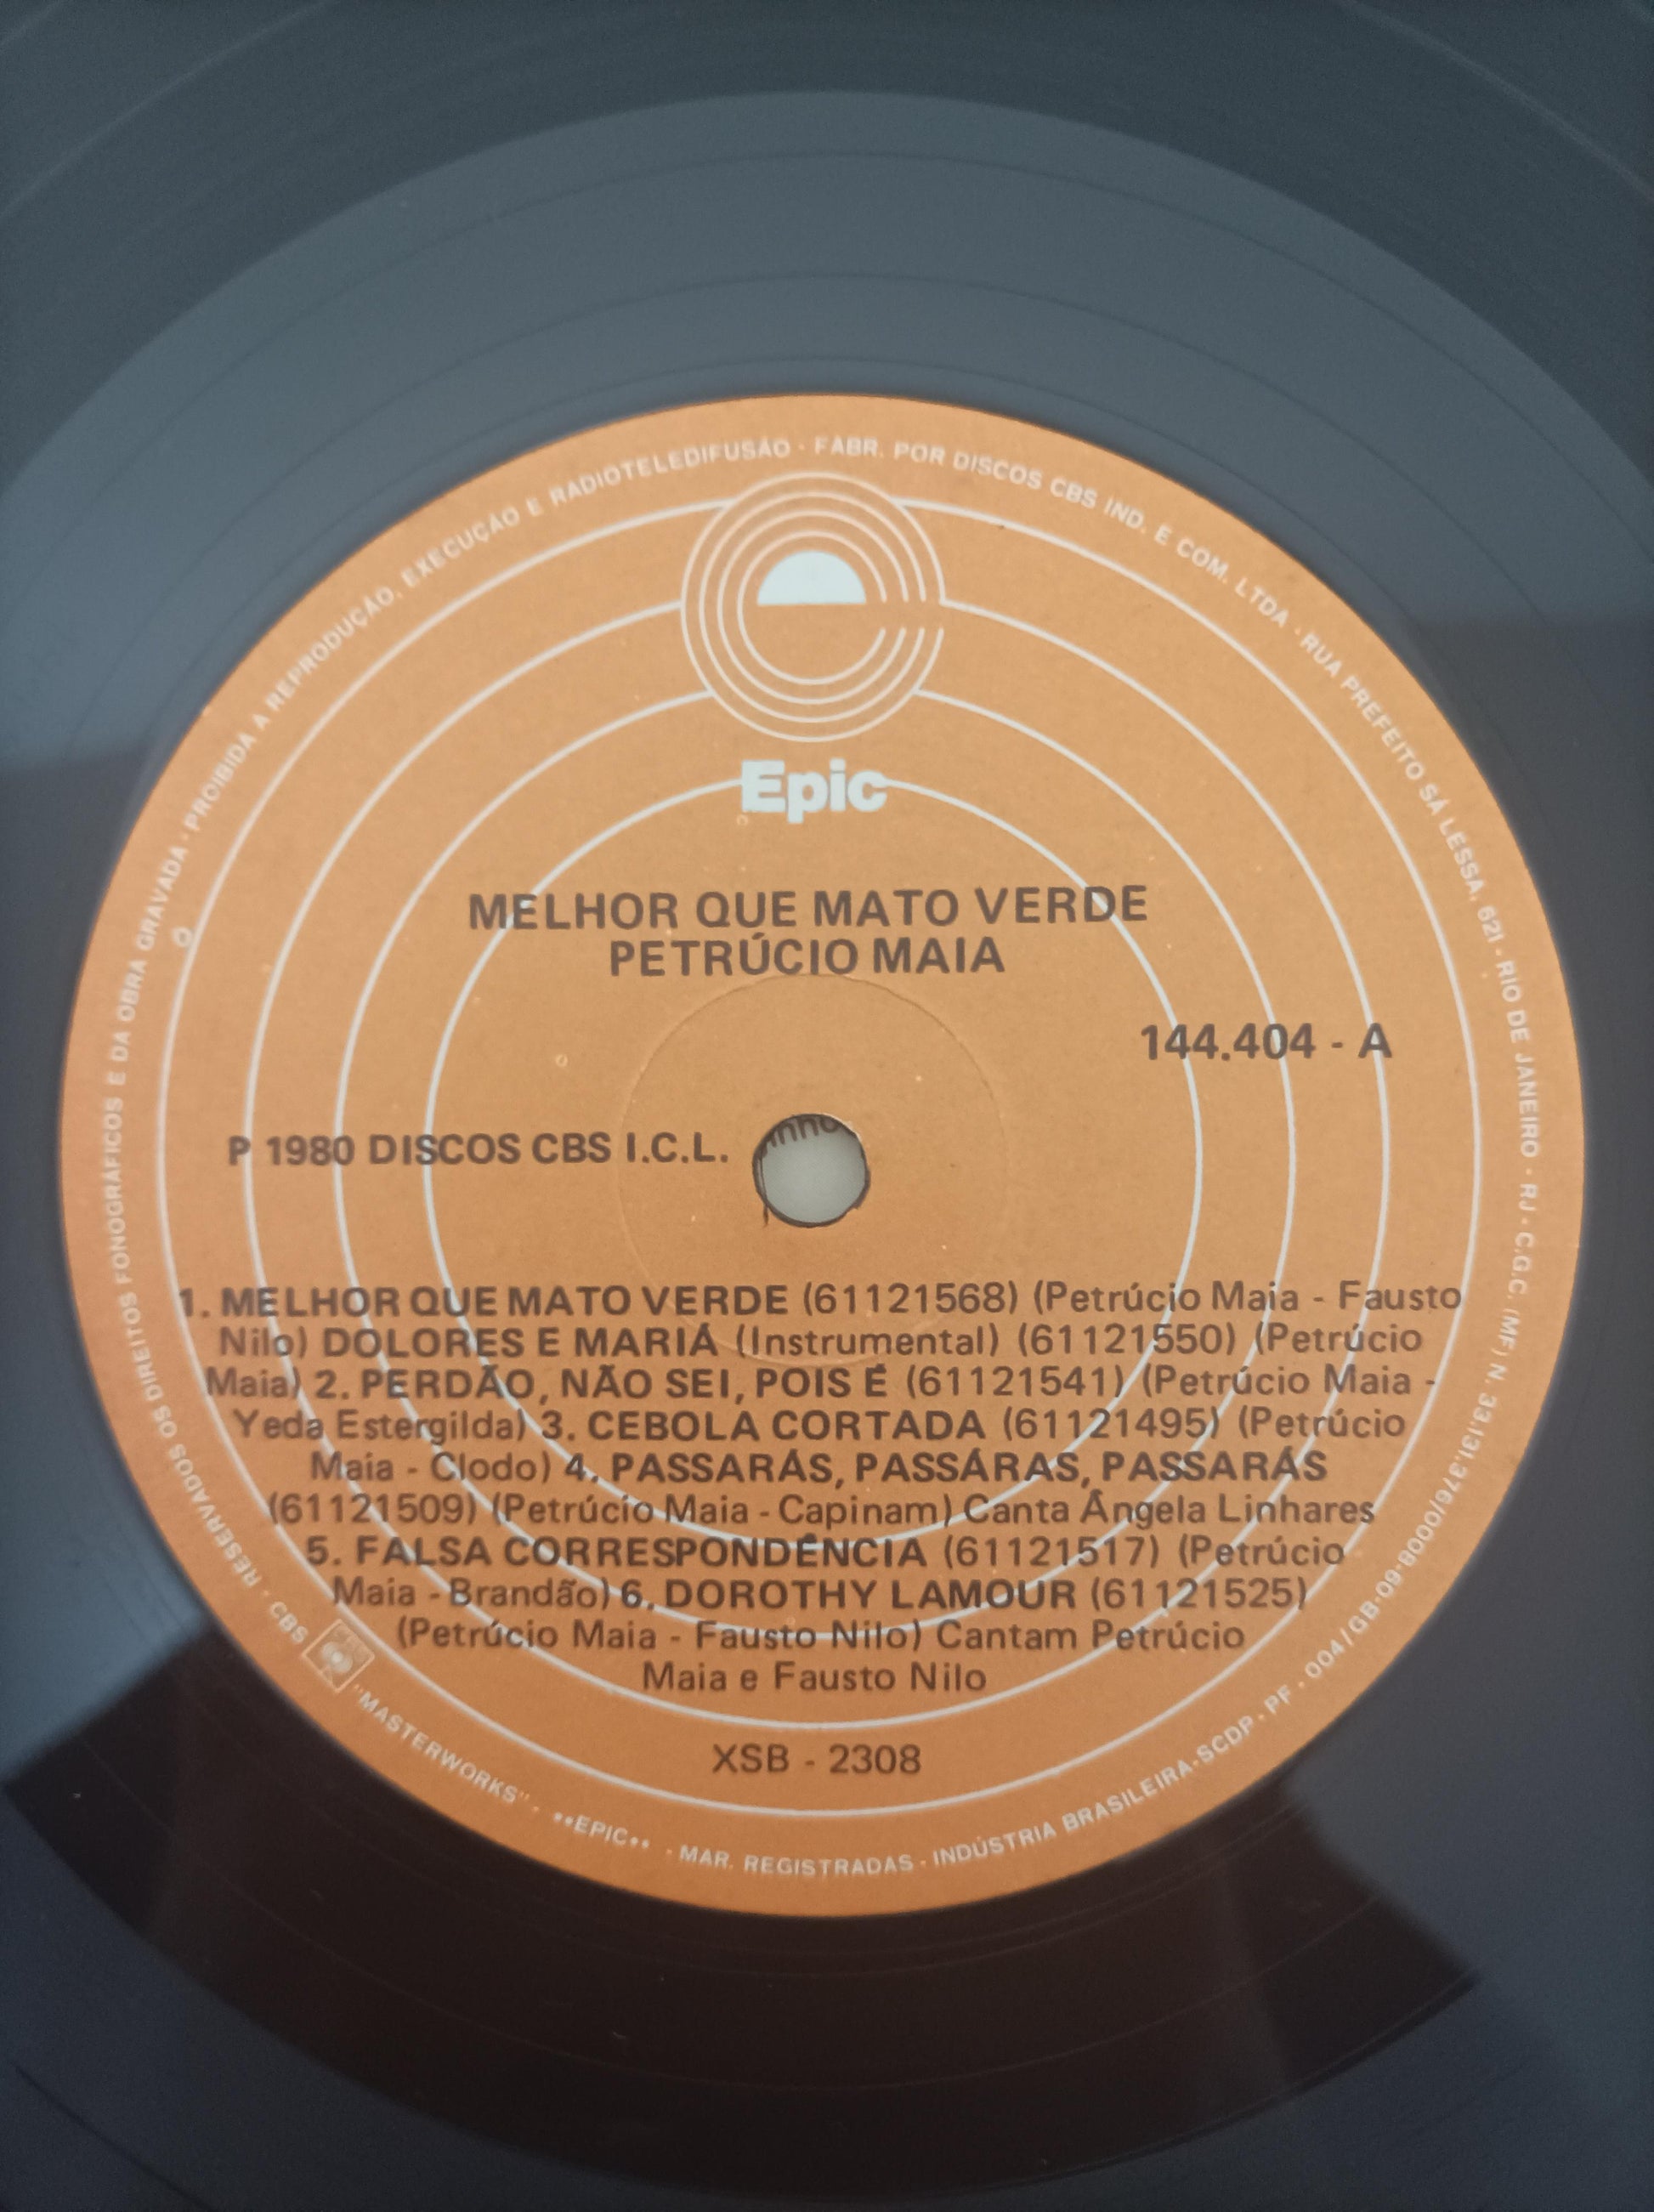 Epic
MELHOR QUE MATO VERDE
PETRÚCIO MAIA
144.404 - A
P 1980 DISCOS CBS I.C.L.
1. MELHOR QUE MATO VERDE (61121568) (Petrúcio Maia - Fausto
Nilo) DOLORES E MARIÁ (Instrumental) (61121550) (Petrúcio
Maia) 2. PERDÃO, NÃO SEI, POIS É (61121541) (Petrúcio Maia -
Yeda Estergilda) 3. CEBOLA CORTADA (61121495) (Petrúcio
Maia - Clodo) 4. PASSARÁS, PASSÁRAS, PASSARÁS
(61121509) (Petrúcio Maia - Capinam) Canta Ângela Linhares
5. FALSA CORRESPONDÊNCIA (61121517) (Petrúcio
Maia - Brandão) 6. DOROTHY LAMOUR (61121525)
(Petrúcio Maia - Fausto Nilo) Cantam Petrúcio
Maia e Fausto Nilo
XSB - 2308
RESERVADOS OS DIREITOS FONOGRÁFICOS E DA OBRA GRAVADA · PROIBIDA A REPRODUÇÃO, EXECUÇÃO E RADIOTELEDIFUSÃO · FABR. POR DISCOS CBS IND. E COM. LTDA · RUA PREFEITO SÁ LESSA, 621 · RIO DE JANEIRO · RJ · C.G.C. (MF) N. 33.131.376/0008-09 · CBS "MASTERWORKS" · ••EPIC•• · MAR. REGISTRADAS · INDÚSTRIA BRASILEIRA · SCDP · PF · 004/GB